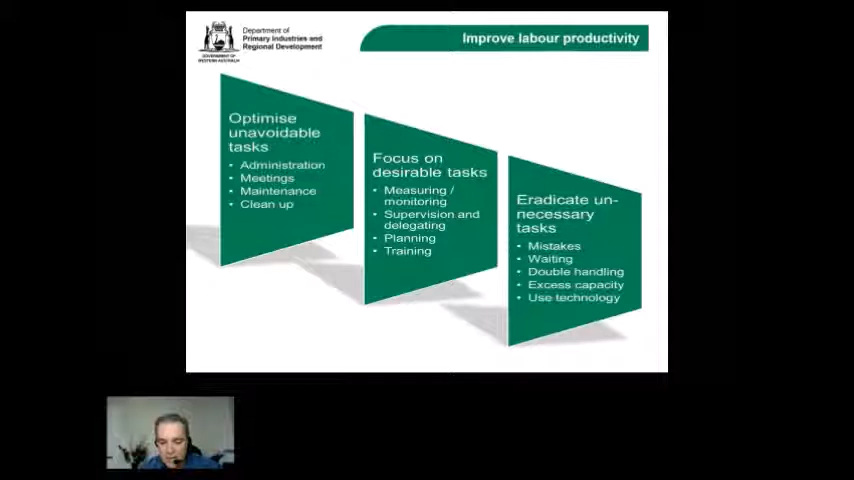 Department of
Primary Industries and
Regional Development
GOVERNMENT OF
WESTERN AUSTRALIA
Improve labour productivity
Optimise
unavoidable
tasks
• Administration
• Meetings
• Maintenance
• Clean up
Focus on
desirable tasks
• Measuring /
monitoring
• Supervision and
delegating
• Planning
• Training
Eradicate un-
necessary
tasks
• Mistakes
• Waiting
• Double handling
• Excess capacity
• Use technology